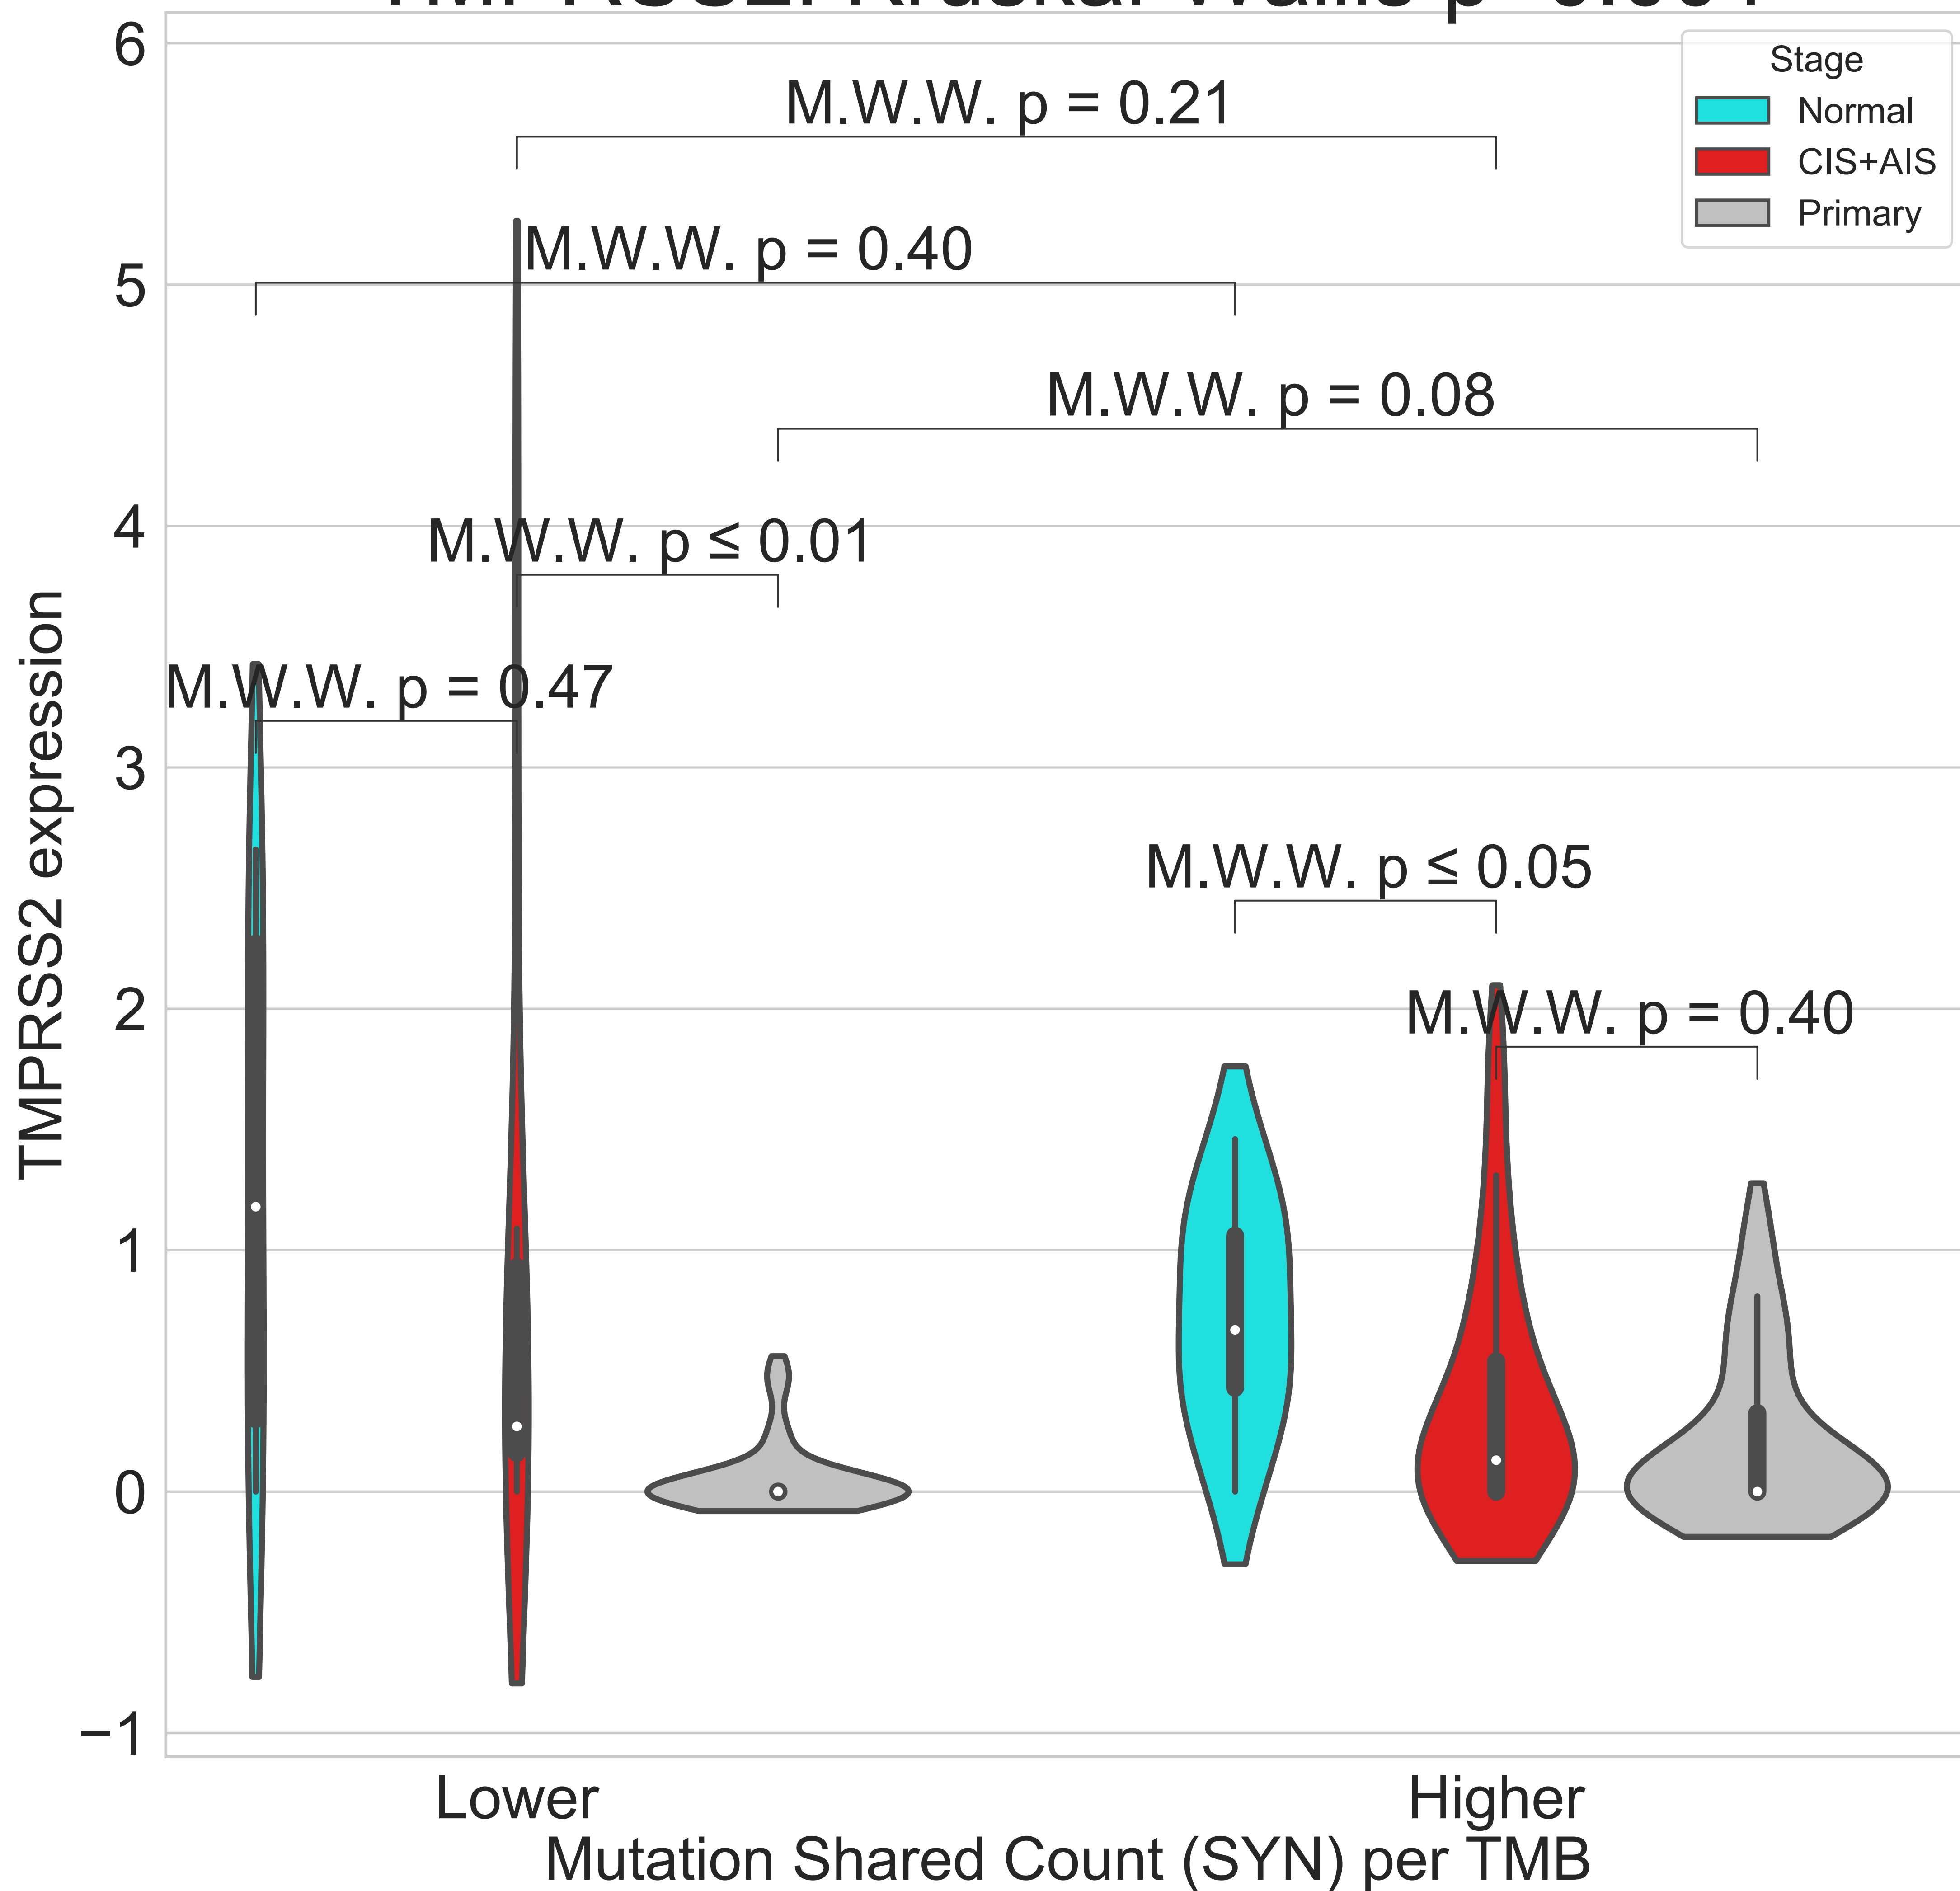 6
M.W.W. p = 0.21
Stage
Normal
CIS+AIS
Primary
M.W.W. p = 0.40
5
M.W.W. p = 0.08
4
M.W.W. p ≤ 0.01
M.W.W. p = 0.47
3
TMPRSS2 expression
M.W.W. p ≤ 0.05
2
M.W.W. p = 0.40
1
0
−1
Lower
Higher
Mutation Shared Count (SYN) per TMB